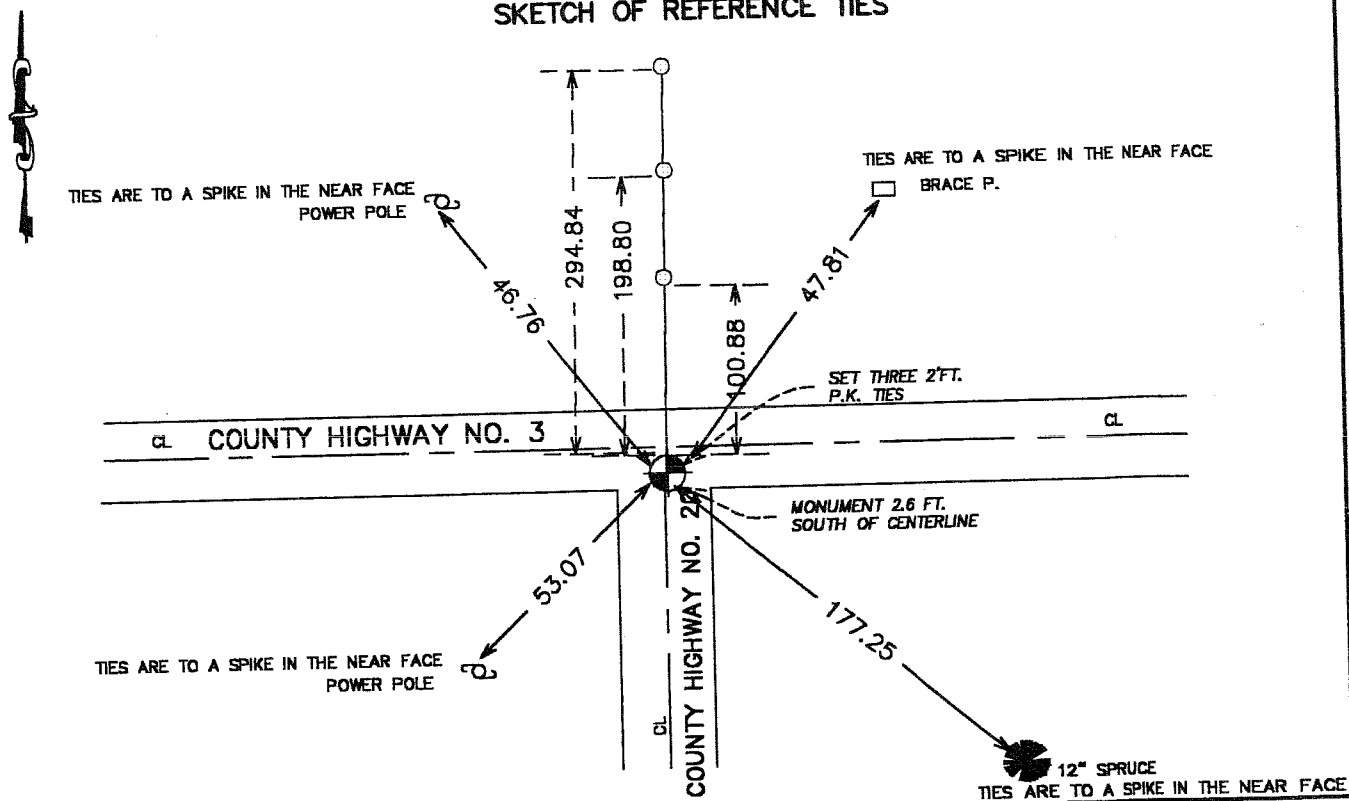 SKETCH OF REFERENCE TIES
TIES ARE TO A SPIKE IN THE NEAR FACE
POWER POLE
TIES ARE TO A SPIKE IN THE NEAR FACE
BRACE P.
294.84
198.80
100.88
46.76
47.81
SET THREE 2'FT.
P.K. TIES
CL COUNTY HIGHWAY NO. 3
CL
MONUMENT 2.6 FT.
SOUTH OF CENTERLINE
53.07
177.25
CL
COUNTY HIGHWAY NO.
TIES ARE TO A SPIKE IN THE NEAR FACE
POWER POLE
12" SPRUCE
TIES ARE TO A SPIKE IN THE NEAR FACE